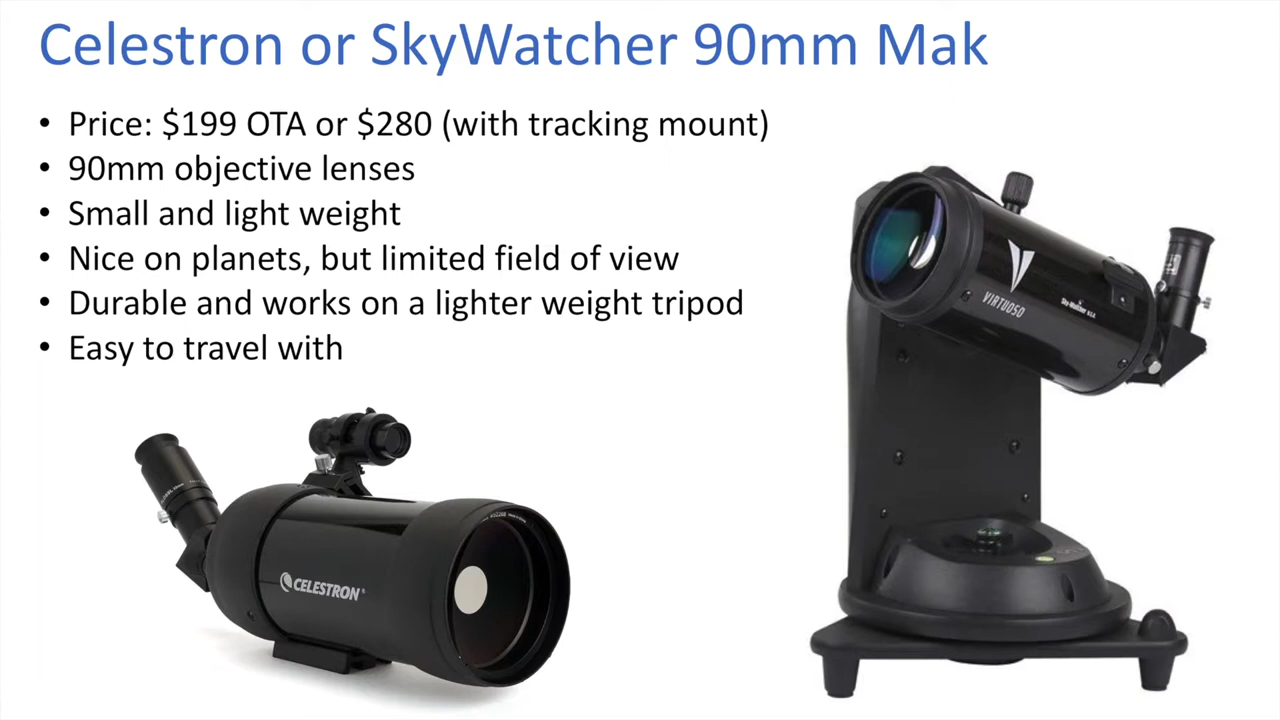 Celestron or SkyWatcher 90mm Mak
• Price: $199 OTA or $280 (with tracking mount)
• 90mm objective lenses
• Small and light weight
• Nice on planets, but limited field of view
• Durable and works on a lighter weight tripod
• Easy to travel with
VIRTUOSO
Sky-Watcher
CELESTRON